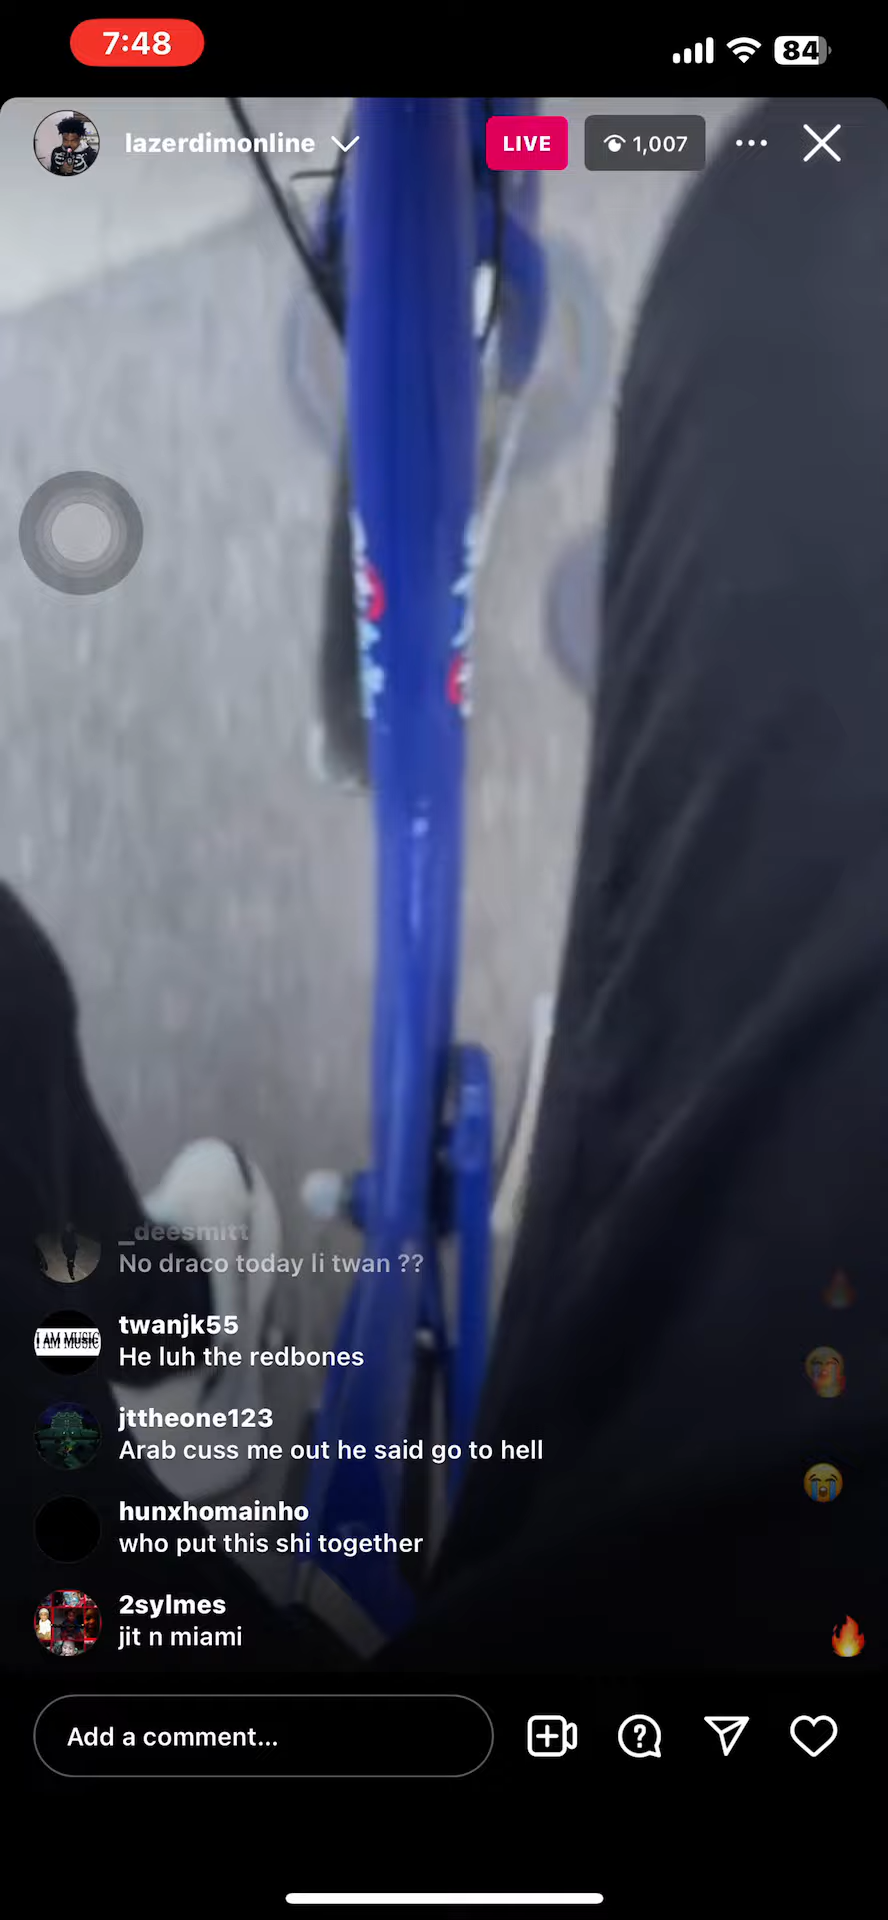 7:48
84
lazerdimonline
LIVE
1,007
_deesmitt
No draco today li twan ??
I AM MUSIC
twanjk55
He luh the redbones
jttheone123
Arab cuss me out he said go to hell
hunxhomainho
who put this shi together
2sylmes
jit n miami
Add a comment...